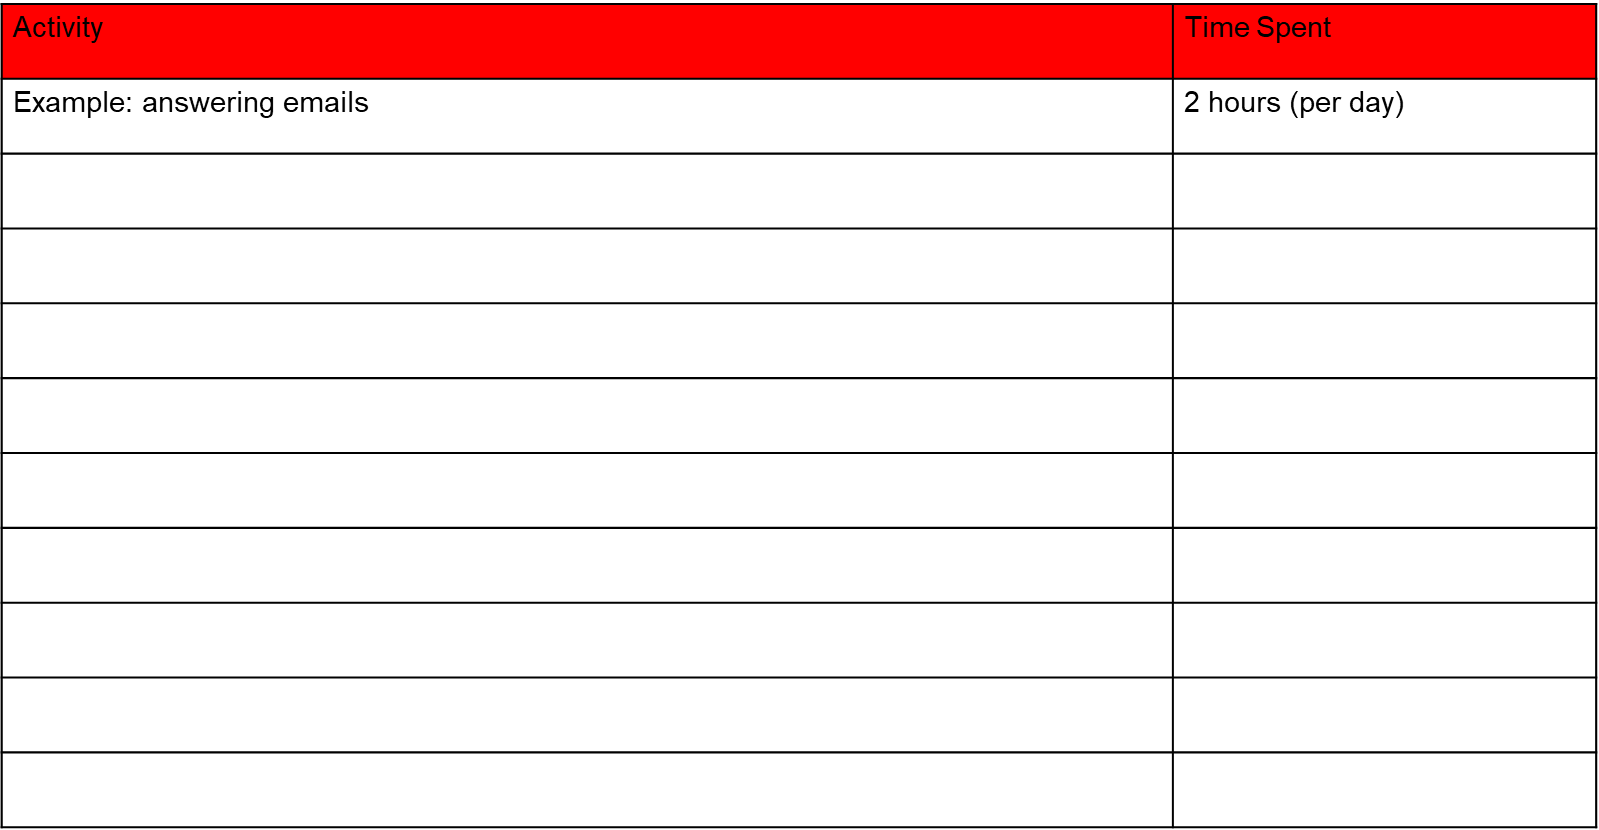 Activity
Time Spent
Example: answering emails
2 hours (per day)